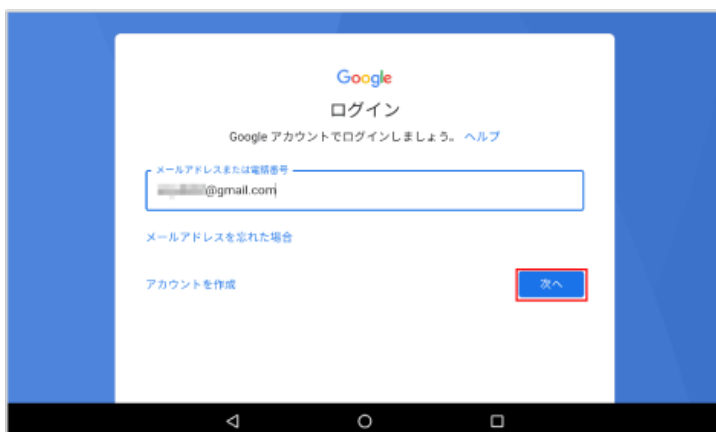 Google
ログイン
Google アカウントでログインしましょう。 ヘルプ
メールアドレスまたは電話番号
@gmail.com
メールアドレスを忘れた場合
アカウントを作成
次へ